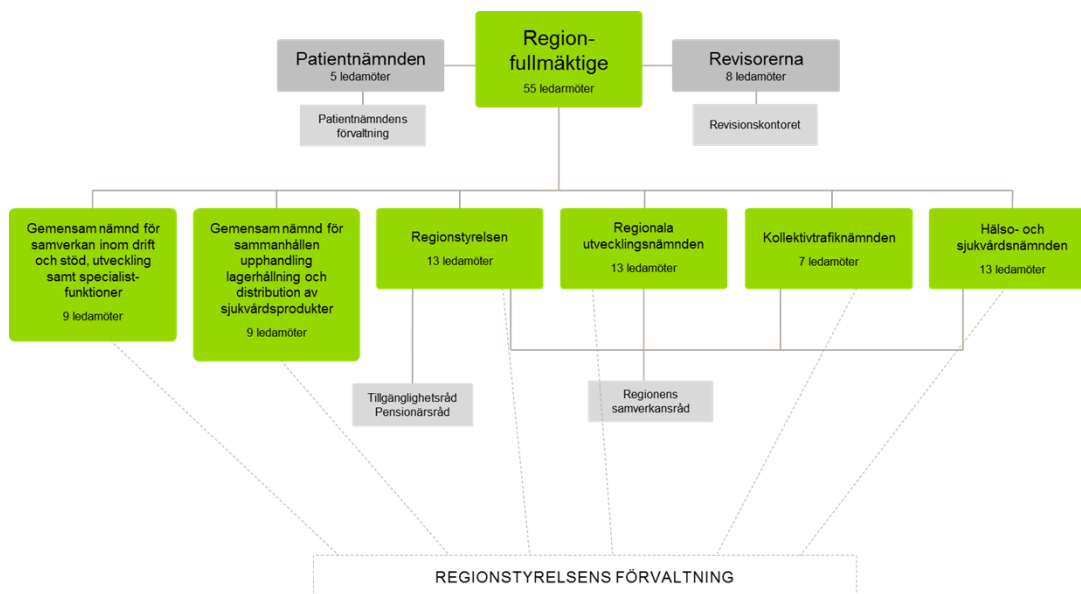 Region-
fullmäktige
55 ledarmöter
Patientnämnden
5 ledamöter
Revisorerna
8 ledamöter
Patientnämndens
förvaltning
Revisionskontoret
Gemensam nämnd för
samverkan inom drift
och stöd, utveckling
samt specialist-
funktioner
9 ledamöter
Gemensam nämnd för
sammanhållen
upphandling
lagerhållning och
distribution av
sjukvårdsprodukter
9 ledamöter
Regionstyrelsen
13 ledamöter
Regionala
utvecklingsnämnden
13 ledamöter
Kollektivtrafiknämnden
7 ledamöter
Hälso- och
sjukvårdsnämnden
13 ledamöter
Tillgänglighetsråd
Pensionärsråd
Regionens
samverkansråd
REGIONSTYRELSENS FÖRVALTNING